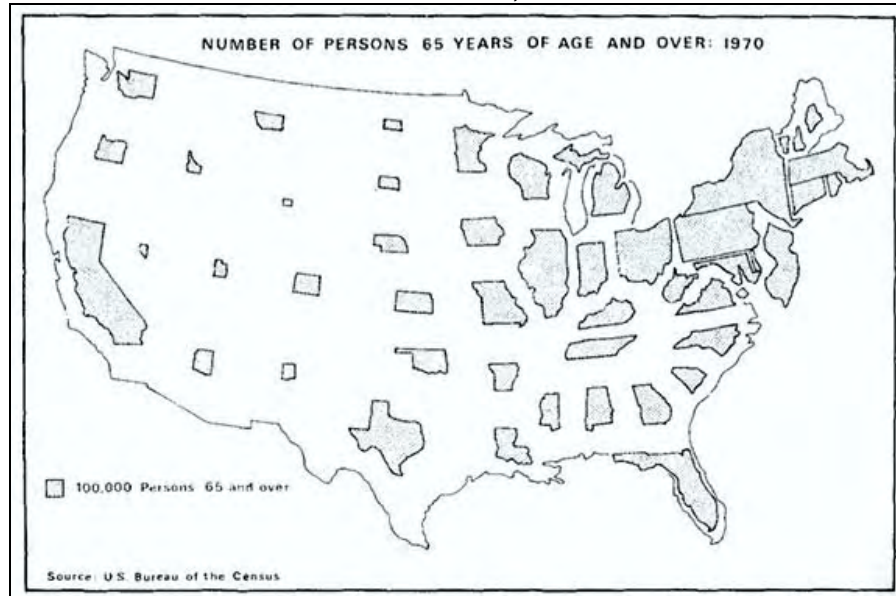 NUMBER OF PERSONS 65 YEARS OF AGE AND OVER: 1970
100,000 Persons 65 and over
Source: U.S. Bureau of the Census